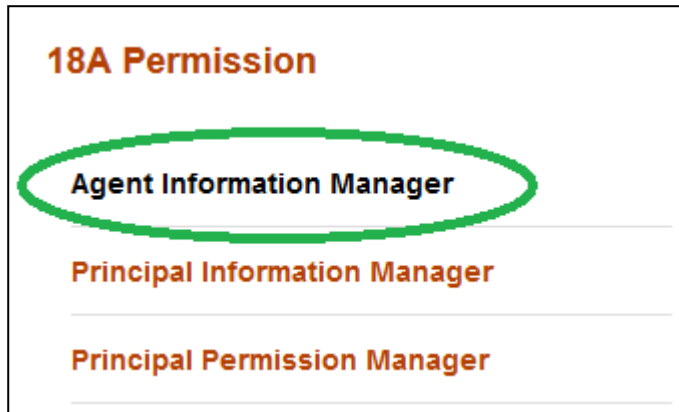 18A Permission
Agent Information Manager
Principal Information Manager
Principal Permission Manager